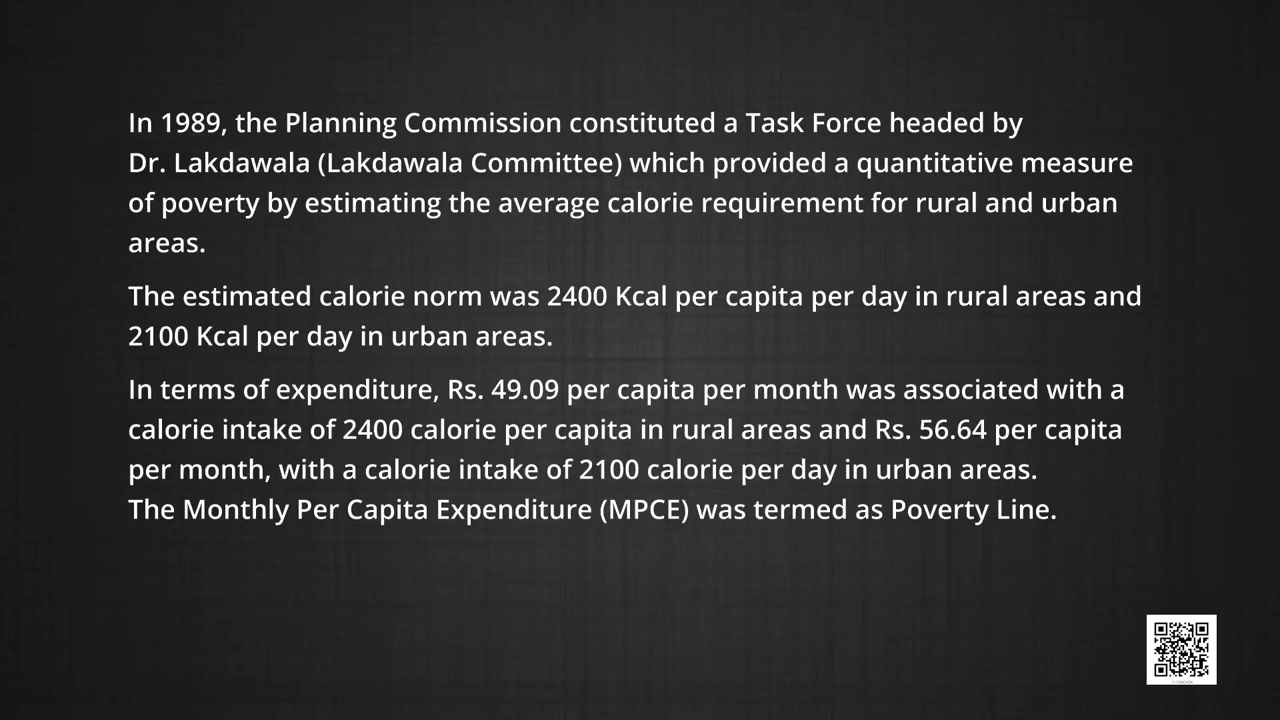 In 1989, the Planning Commission constituted a Task Force headed by
Dr. Lakdawala (Lakdawala Committee) which provided a quantitative measure
of poverty by estimating the average calorie requirement for rural and urban
areas.
The estimated calorie norm was 2400 Kcal per capita per day in rural areas and
2100 Kcal per day in urban areas.
In terms of expenditure, Rs. 49.09 per capita per month was associated with a
calorie intake of 2400 calorie per capita in rural areas and Rs. 56.64 per capita
per month, with a calorie intake of 2100 calorie per day in urban areas.
The Monthly Per Capita Expenditure (MPCE) was termed as Poverty Line.